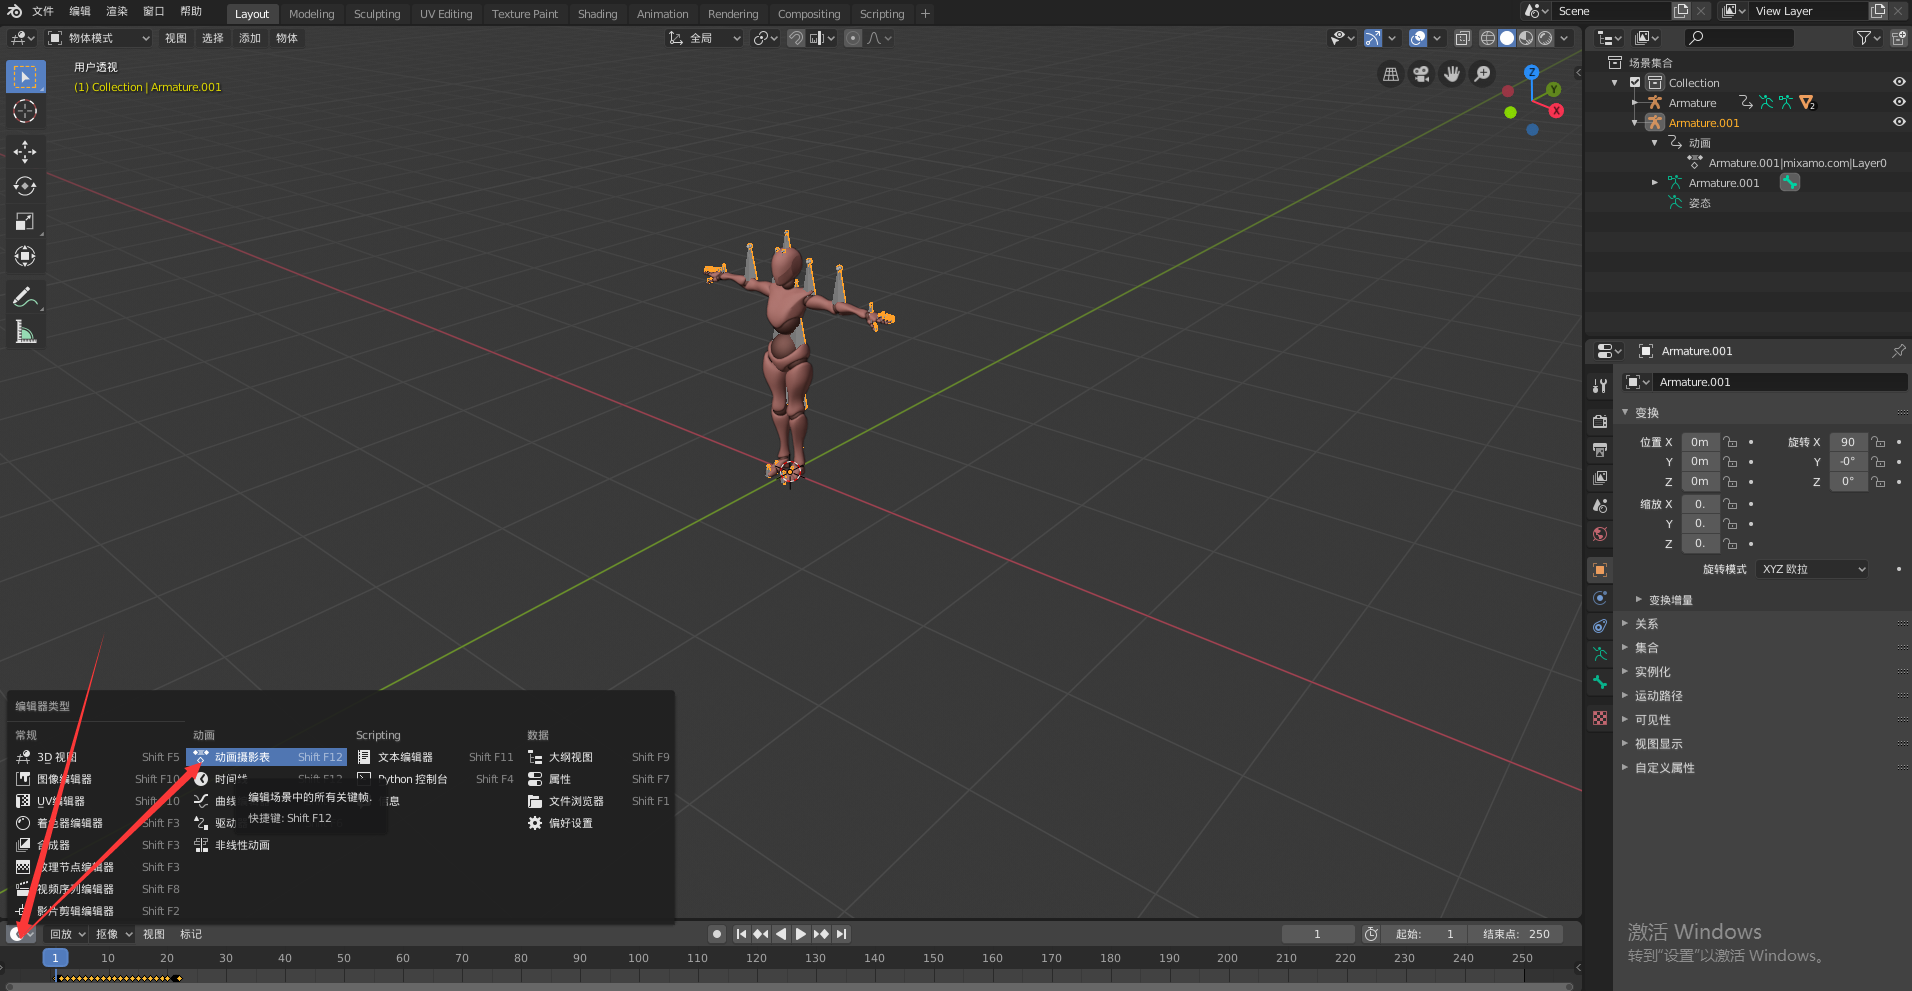 文件 编辑 渲染 窗口 帮助 Layout Modeling Sculpting UV Editing Texture Paint Shading Animation Rendering Compositing Scripting + Scene View Layer
物体模式 视图 选择 添加 物体 全局
用户透视
(1) Collection | Armature.001
Z
Y
X
场景集合
Collection
Armature 2
Armature.001
动画
Armature.001|mixamo.com|Layer0
Armature.001
姿态
Armature.001
Armature.001
变换
位置 X 0m 旋转 X 90
Y 0m Y -0°
Z 0m Z 0°
缩放 X 0.
Y 0.
Z 0.
旋转模式 XYZ 欧拉
变换增量
关系
集合
实例化
运动路径
可见性
视图显示
自定义属性
编辑器类型
常规 动画 Scripting 数据
3D 视图 Shift F5 动画摄影表 Shift F12 文本编辑器 Shift F11 大纲视图 Shift F9
图像编辑器 Shift F10 时间线 Shift F12 Python 控制台 Shift F4 属性 Shift F7
UV编辑器 Shift F10 曲线 信息 文件浏览器 Shift F1
着色器编辑器 Shift F3 驱动 偏好设置
合成器 Shift F3 非线性动画
纹理节点编辑器 Shift F3
视频序列编辑器 Shift F8
影片剪辑编辑器 Shift F2
编辑场景中的所有关键帧.
快捷键: Shift F12
回放 抠像 视图 标记 1 起始: 1 结束点: 250
1 10 20 30 40 50 60 70 80 90 100 110 120 130 140 150 160 170 180 190 200 210 220 230 240 250
激活 Windows
转到“设置”以激活 Windows。